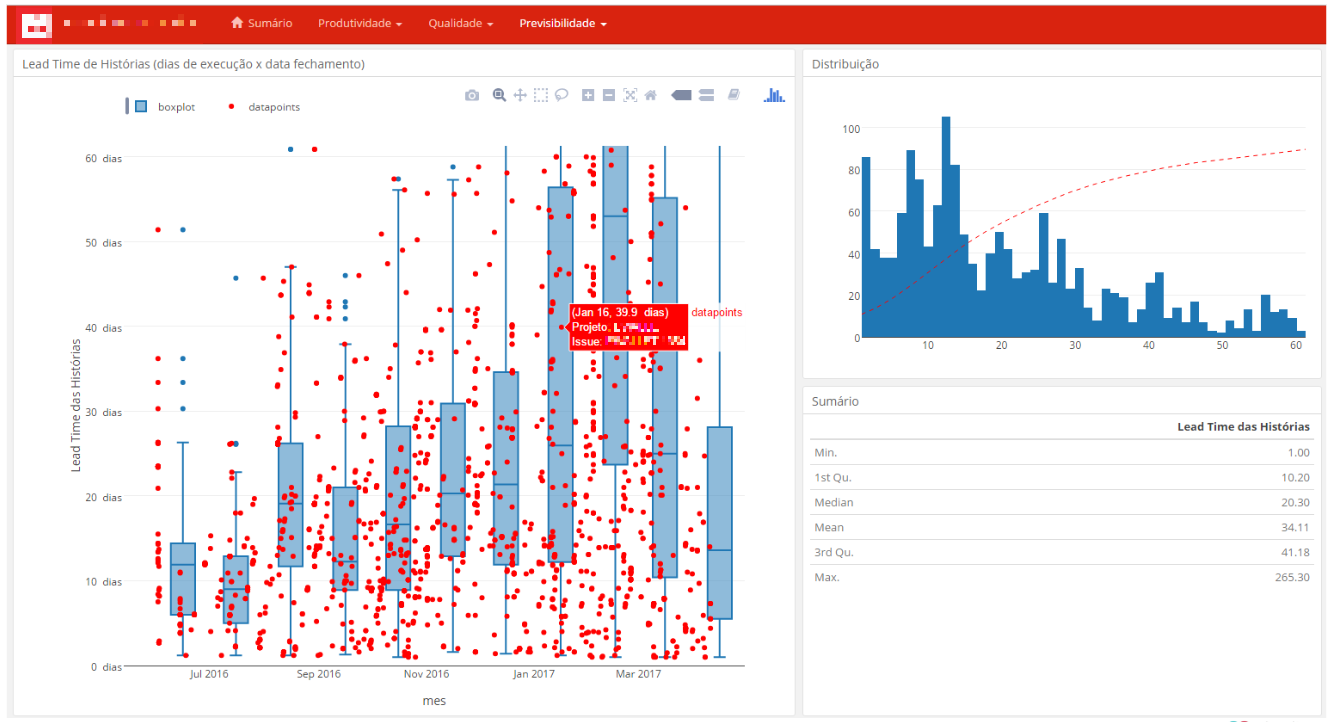 Sumário Produtividade Qualidade Previsibilidade
Lead Time de Histórias (dias de execução x data fechamento)
boxplot datapoints
60 dias
50 dias
40 dias
30 dias
20 dias
10 dias
0 dias
Lead Time das Histórias
(Jan 16, 39.9 dias)
Projeto:
Issue:
datapoints
Jul 2016 Sep 2016 Nov 2016 Jan 2017 Mar 2017
mes
Distribuição
100
80
60
40
20
0
10 20 30 40 50 60
Sumário
Lead Time das Histórias
Min. 1.00
1st Qu. 10.20
Median 20.30
Mean 34.11
3rd Qu. 41.18
Max. 265.30